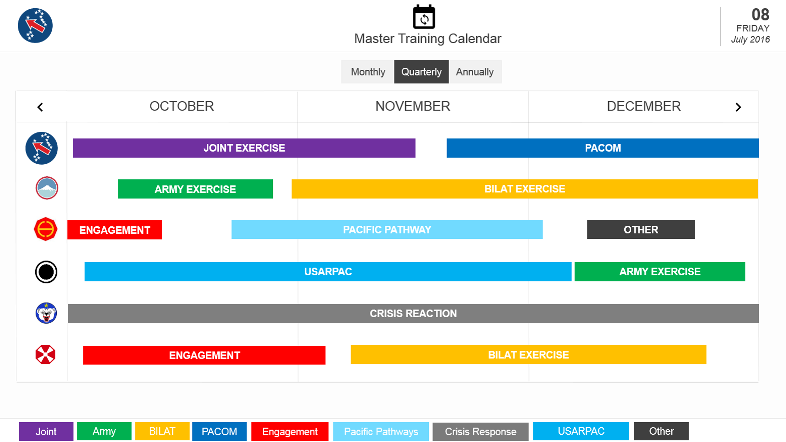 08
FRIDAY
July 2016
Master Training Calendar
Monthly Quarterly Annually
OCTOBER NOVEMBER DECEMBER
JOINT EXERCISE PACOM
ARMY EXERCISE BILAT EXERCISE
ENGAGEMENT PACIFIC PATHWAY OTHER
USARPAC ARMY EXERCISE
CRISIS REACTION
ENGAGEMENT BILAT EXERCISE
Joint Army BILAT PACOM Engagement Pacific Pathways Crisis Response USARPAC Other